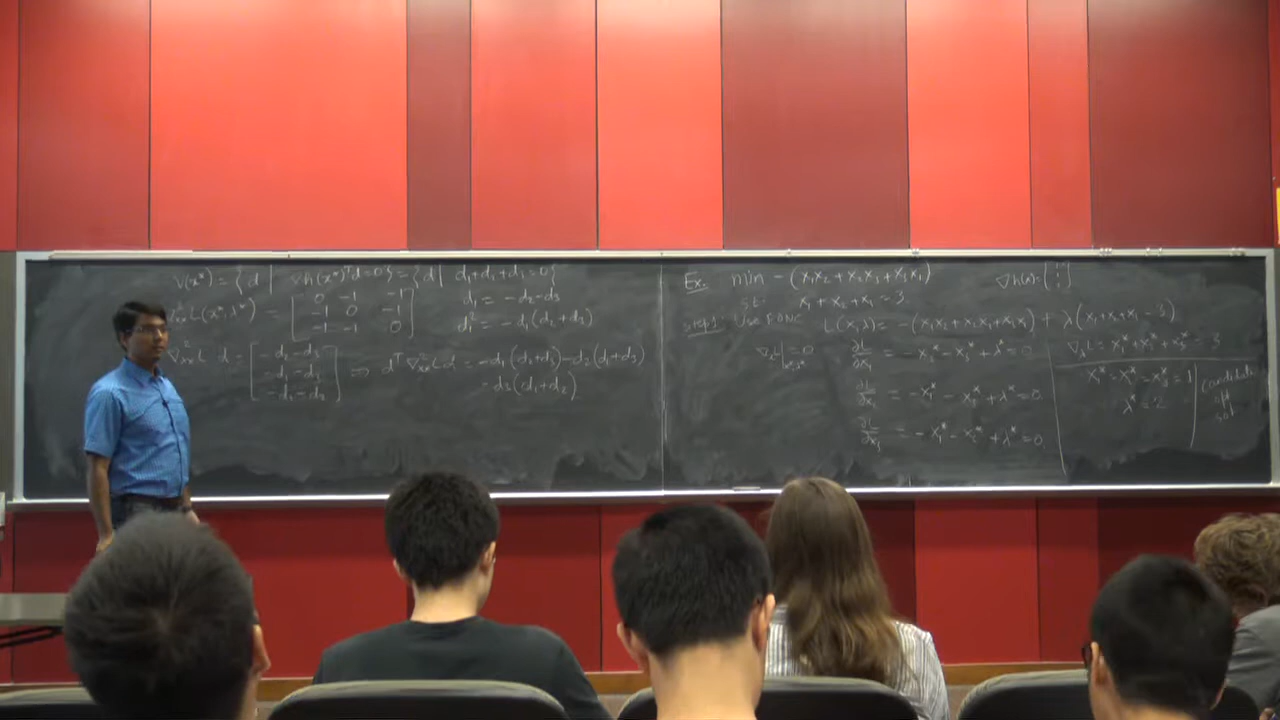 V(x*) = { d | ∇h(x*)ᵀd = 0 } = { d | d₁+d₂+d₃ = 0 }
∇²ₓₓL(x*, λ*) = [ 0 -1 -1
-1 0 -1
-1 -1 0 ]
d₁ = -d₂-d₃
d₁² = -d₁(d₂+d₃)
∇²ₓₓL d = [ -d₂-d₃
-d₁-d₃
-d₁-d₂ ] ⇒ dᵀ∇²ₓₓL d = -d₁(d₂+d₃) - d₂(d₁+d₃)
- d₃(d₁+d₂)
Ex. min -(x₁x₂ + x₂x₃ + x₃x₁)
∇h(x) = [ 1
1
1 ]
st. x₁ + x₂ + x₃ = 3
Step 1: Use FONC
L(x, λ) = -(x₁x₂+x₂x₃+x₁x₃) + λ(x₁+x₂+x₃ - 3)
∇ₓL|x*,λ* = 0
∂L/∂x₁ = -x₂* - x₃* + λ* = 0
∂L/∂x₂ = -x₁* - x₃* + λ* = 0
∂L/∂x₃ = -x₁* - x₂* + λ* = 0
∇λL = x₁* + x₂* + x₃* = 3
x₁* = x₂* = x₃* = 1
λ* = 2
Candidate
opt
sol